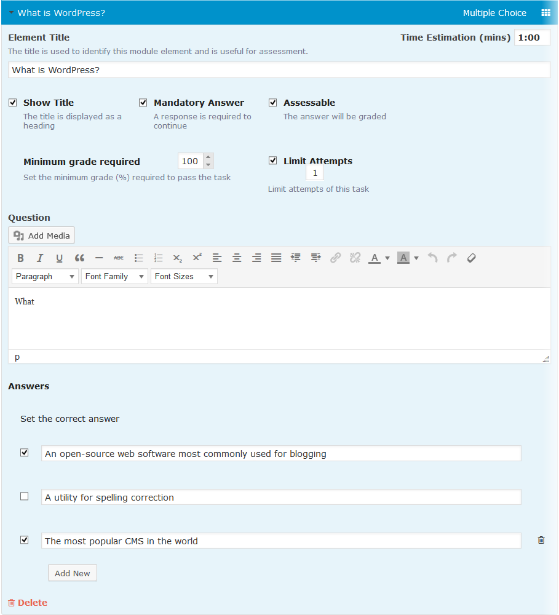 What is WordPress? Multiple Choice
Element Title Time Estimation (mins) 1:00
The title is used to identify this module element and is useful for assessment.
What is WordPress?
Show Title Mandatory Answer Assessable
The title is displayed as a heading A response is required to continue The answer will be graded
Minimum grade required 100 Limit Attempts
1
Set the minimum grade (%) required to pass the task Limit attempts of this task
Question
Add Media
B I U ABC X₂ X² A A
Paragraph Font Family Font Sizes
What
p
Answers
Set the correct answer
An open-source web software most commonly used for blogging
A utility for spelling correction
The most popular CMS in the world
Add New
Delete